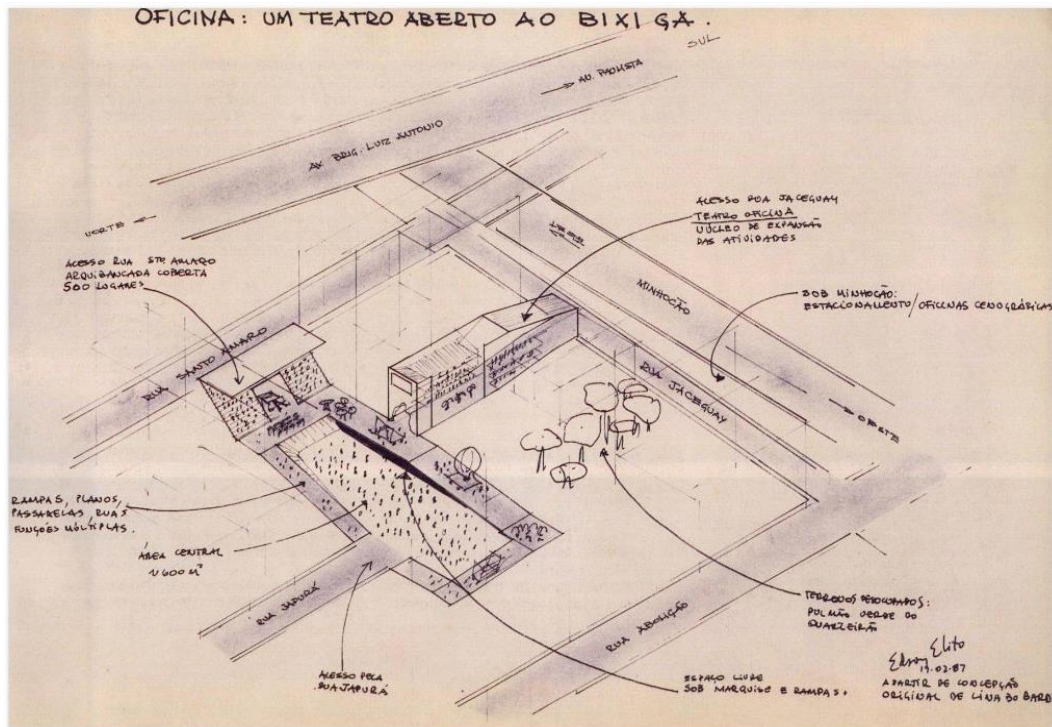 OFICINA: UM TEATRO ABERTO AO BIXIGA.
SUL
AV. PAULISTA
AV. BRIG. LUIZ ANTONIO
NORTE
ACESSO RUA JACEGUAY
TEATRO OFICINA
NÚCLEO DE EXPANSÃO
DAS ATIVIDADES
ACESSO RUA STO AMARO
ARQUIBANCADA COBERTA
500 LUGARES
MINHOCÃO
SOB MINHOCÃO:
ESTACIONAMENTO/OFICINAS CENOGRÁFICAS
RUA SANTO AMARO
RUA JACEGUAY
OESTE
RAMPAS, PLANOS,
PASSARELAS, RUAS
FUNÇÕES MÚLTIPLAS.
ÁREA CENTRAL
600 M²
RUA JAPURÁ
RUA ABOLIÇÃO
TERRENOS DESOCUPADOS:
PULMÃO VERDE DO
QUARTEIRÃO
ACESSO PELA
RUA JAPURÁ
ESPAÇO LIVRE
SOB MARQUISE E RAMPAS.
Edson Elito
19.02.87
A PARTIR DE CONCEPÇÃO
ORIGINAL DE LINA BO BARDI